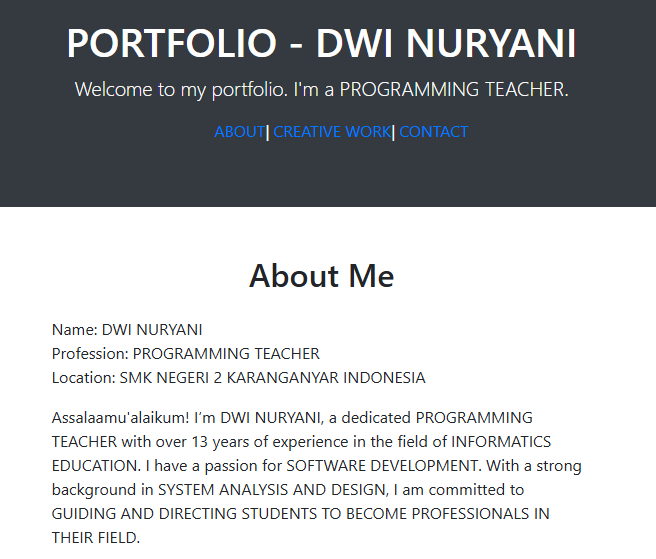 PORTFOLIO - DWI NURYANI
Welcome to my portfolio. I'm a PROGRAMMING TEACHER.
ABOUT| CREATIVE WORK| CONTACT
About Me
Name: DWI NURYANI
Profession: PROGRAMMING TEACHER
Location: SMK NEGERI 2 KARANGANYAR INDONESIA
Assalaamu'alaikum! I’m DWI NURYANI, a dedicated PROGRAMMING
TEACHER with over 13 years of experience in the field of INFORMATICS
EDUCATION. I have a passion for SOFTWARE DEVELOPMENT. With a strong
background in SYSTEM ANALYSIS AND DESIGN, I am committed to
GUIDING AND DIRECTING STUDENTS TO BECOME PROFESSIONALS IN
THEIR FIELD.